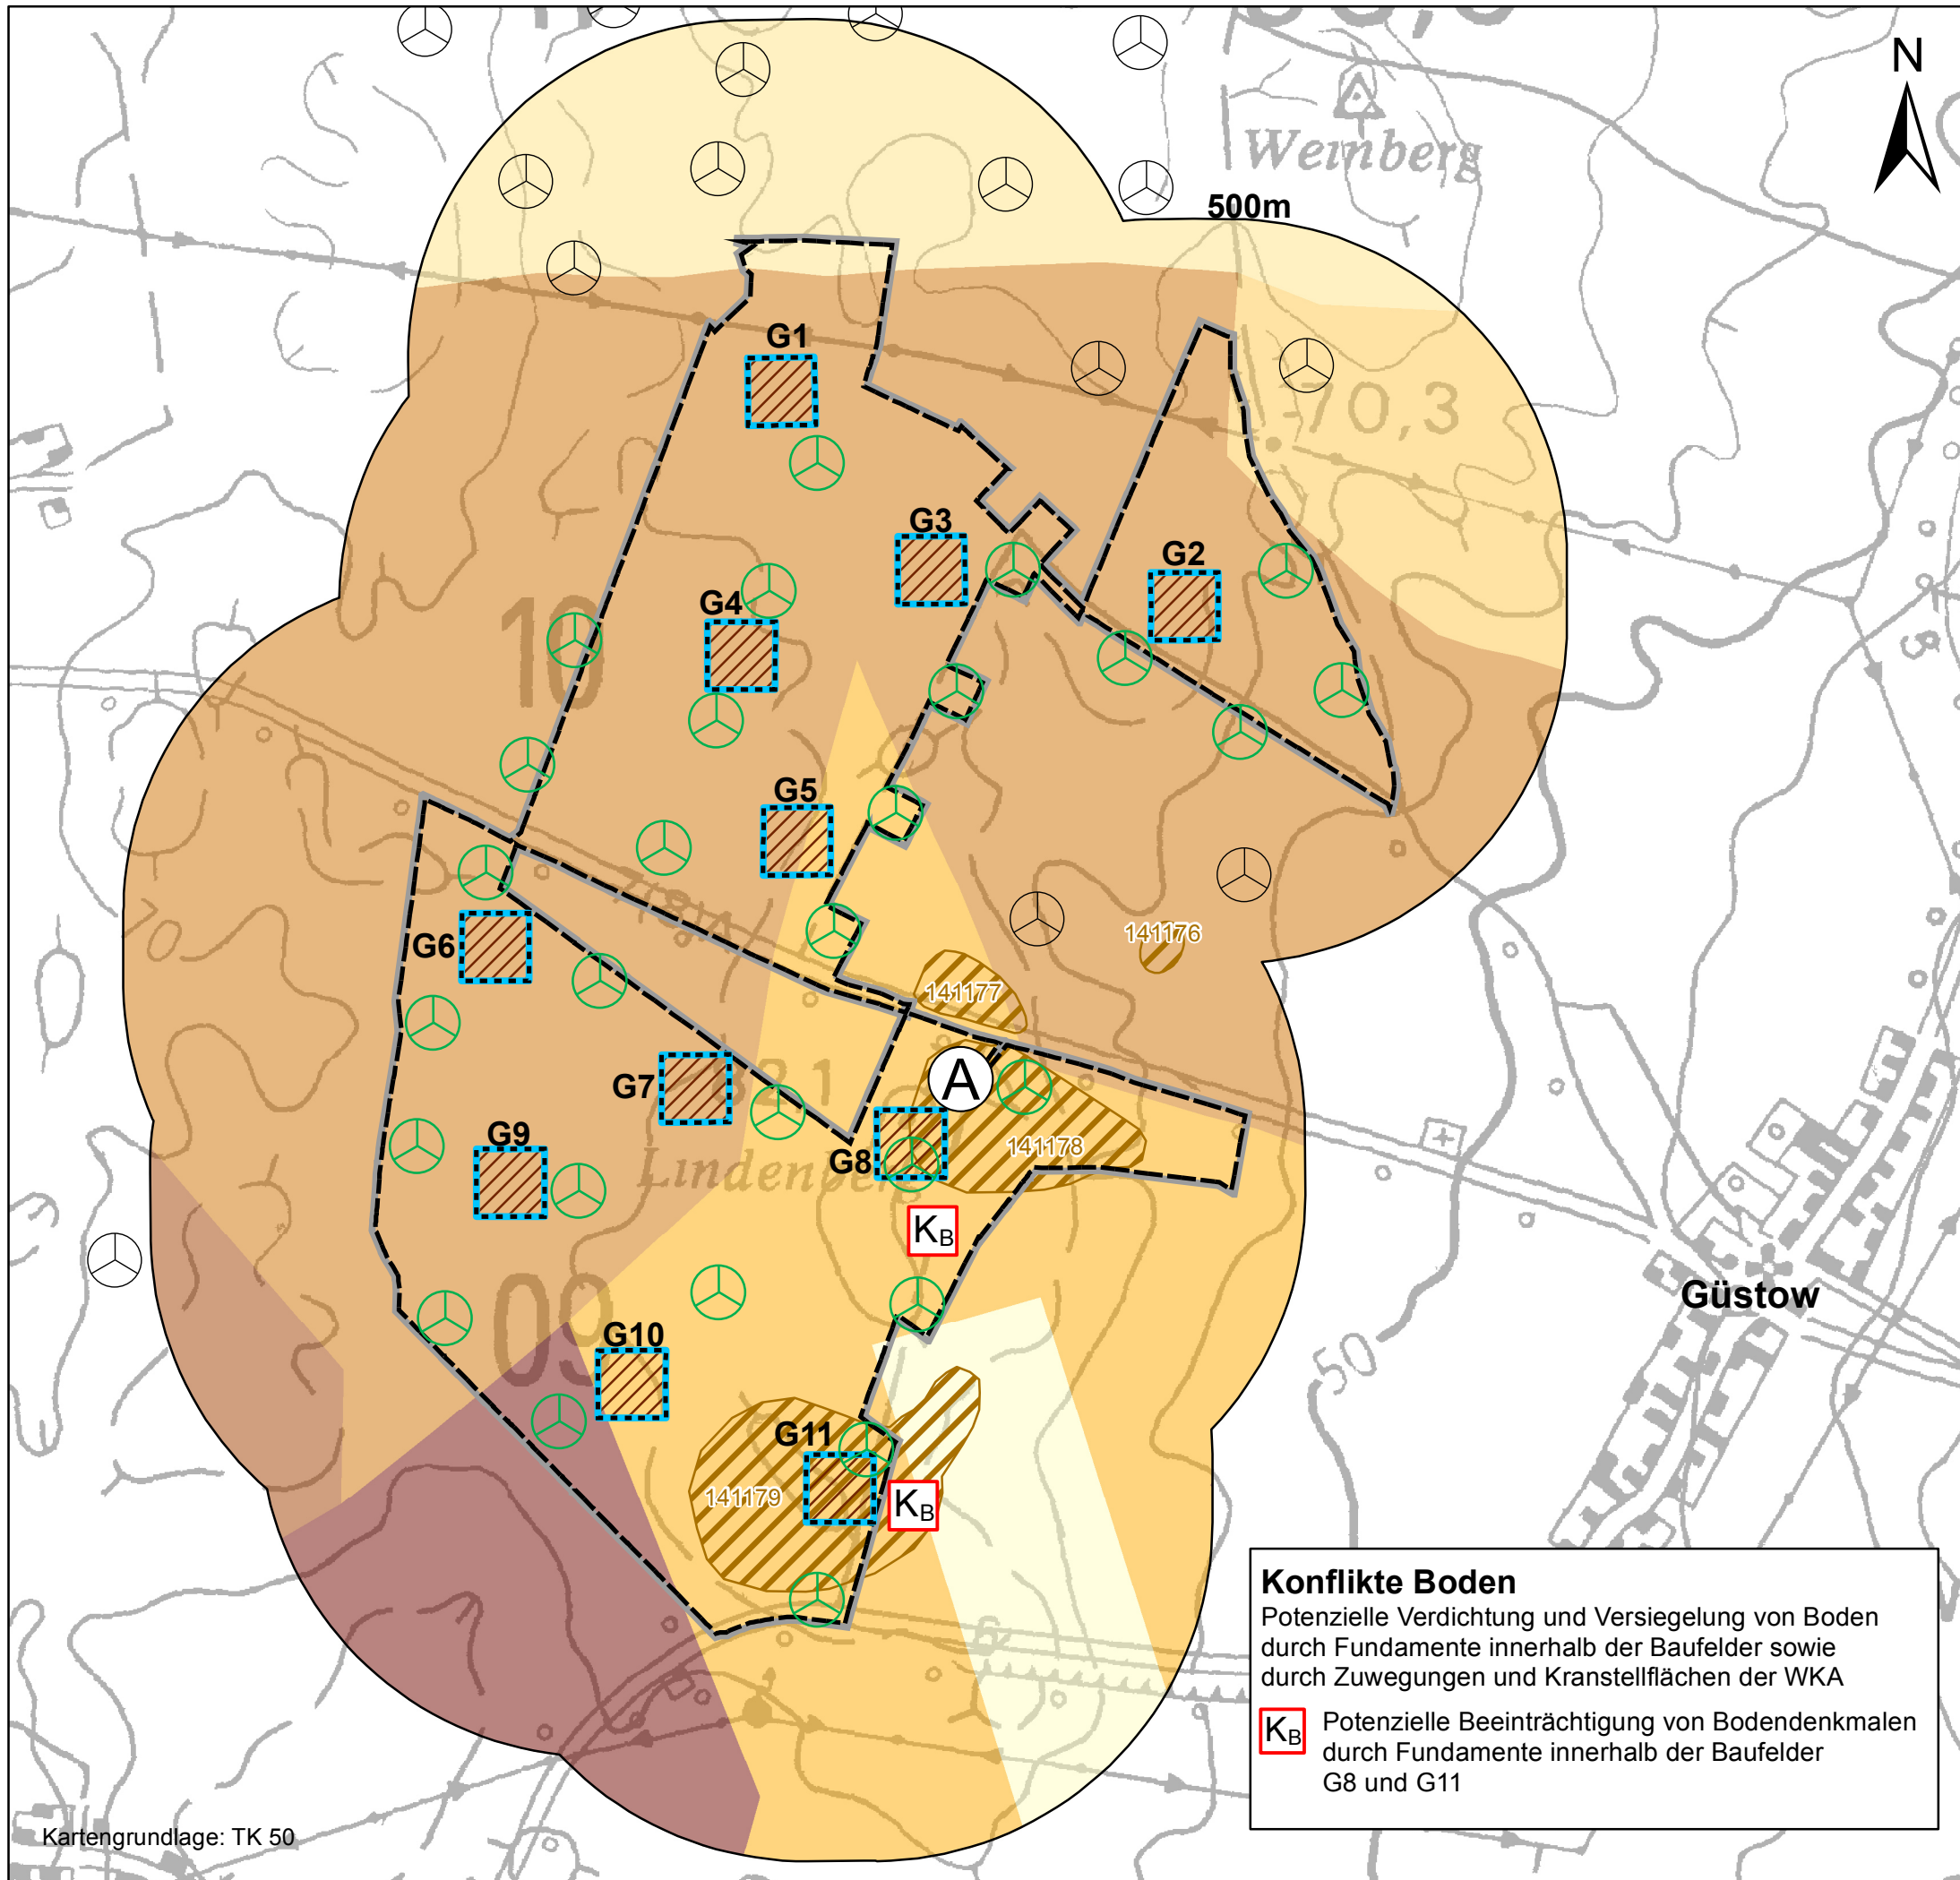 N
Weinberg
500m
G1
70,3
G3
G2
G4
10
G5
70
G6
141176
141177
A
G7
82,1
G8
141178
G9
Lindenberg
KB
Güstow
09
G10
50
G11
141179
KB
Konflikte Boden
Potenzielle Verdichtung und Versiegelung von Boden
durch Fundamente innerhalb der Baufelder sowie
durch Zuwegungen und Kranstellflächen der WKA
KB Potenzielle Beeinträchtigung von Bodendenkmalen
durch Fundamente innerhalb der Baufelder
G8 und G11
Kartengrundlage: TK 50